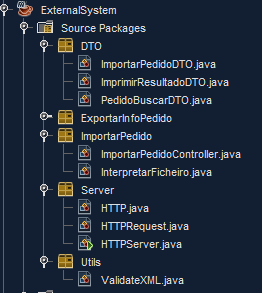 ExternalSystem
Source Packages
DTO
ImportarPedidoDTO.java
ImprimirResultadoDTO.java
PedidoBuscarDTO.java
ExportarInfoPedido
ImportarPedido
ImportarPedidoController.java
InterpretarFicheiro.java
Server
HTTP.java
HTTPRequest.java
HTTPServer.java
Utils
ValidateXML.java